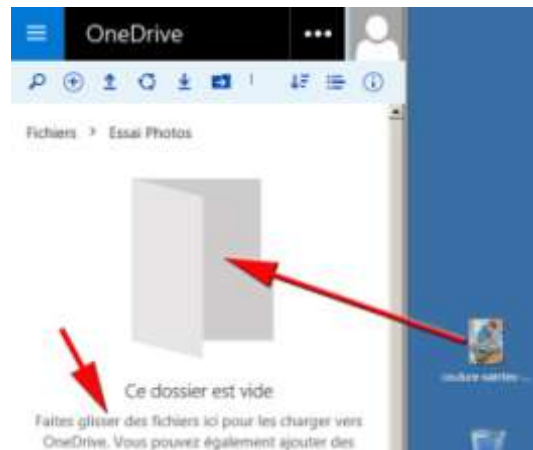 OneDrive
Fichiers > Essai Photos
Ce dossier est vide
Faites glisser des fichiers ici pour les charger vers
OneDrive. Vous pouvez également ajouter des